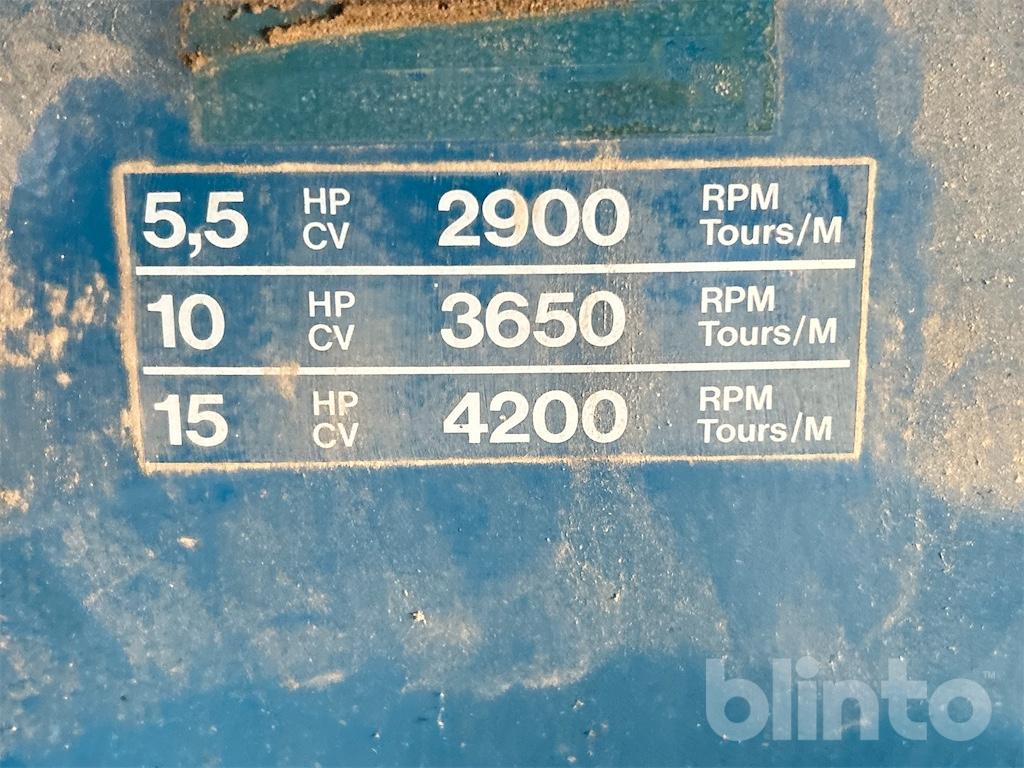 5,5 HP CV 2900 RPM Tours/M
10 HP CV 3650 RPM Tours/M
15 HP CV 4200 RPM Tours/M
blinto™